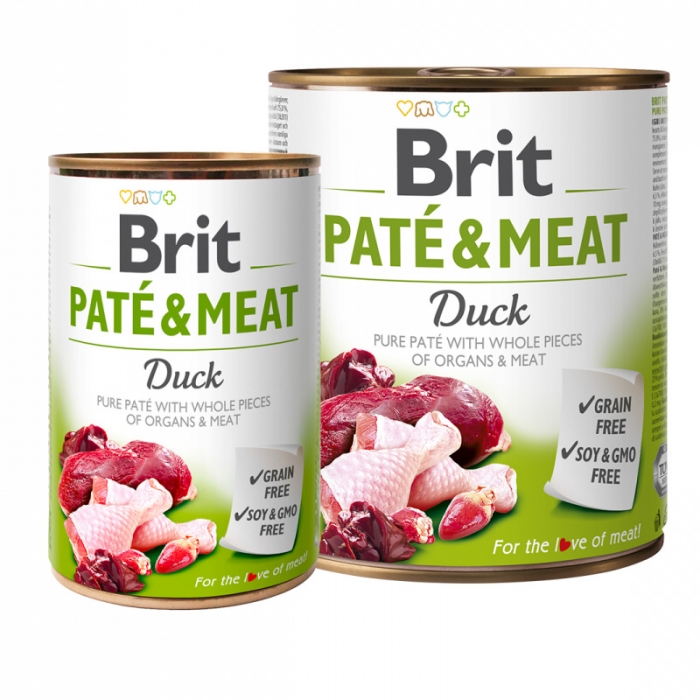 Brit
PATÉ & MEAT
Duck
PURE PATÉ WITH WHOLE PIECES
OF ORGANS & MEAT
✓GRAIN
FREE
✓SOY & GMO
FREE
For the l❤ve of meat!
Brit
PATÉ & MEAT
Duck
PURE PATÉ WITH WHOLE PIECES
OF ORGANS & MEAT
✓GRAIN
FREE
✓SOY & GMO
FREE
For the l❤ve of meat!